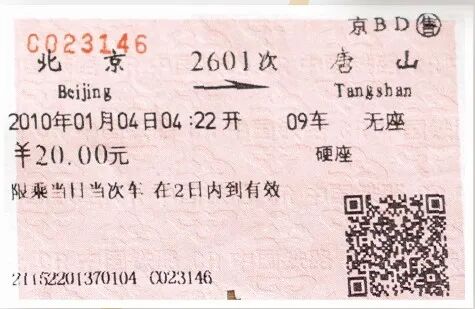 京BD售
C023146
北京 2601次 唐山
Beijing Tangshan
2010年01月04日04:22开 09车 无座
￥20.00元 硬座
限乘当日当次车 在2日内到有效
21152201370104 C023146